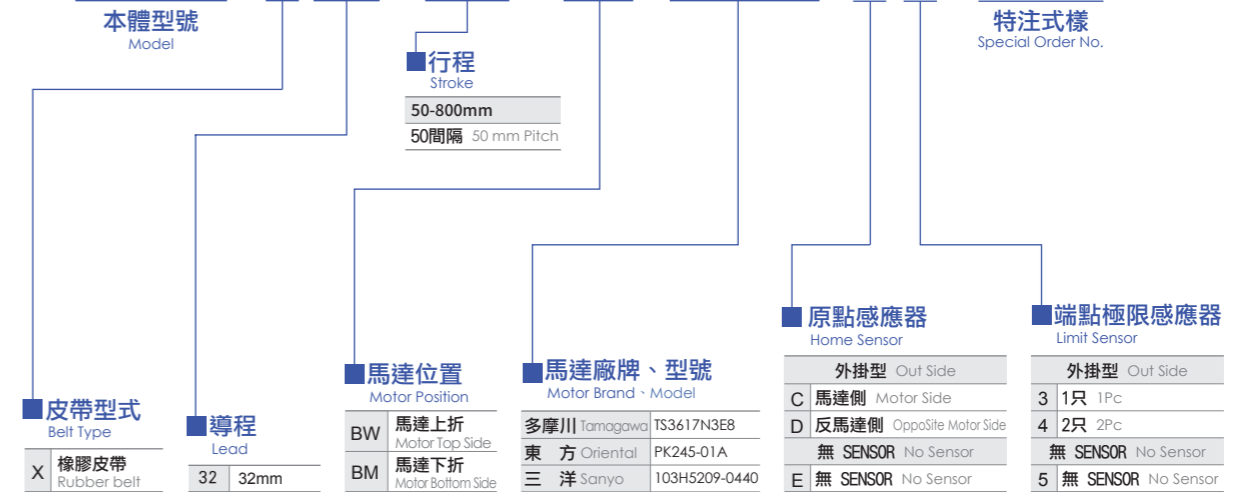 本體型號
Model
特注式樣
Special Order No.
■行程
Stroke
50-800mm
50間隔 50 mm Pitch
■皮帶型式
Belt Type
X 橡膠皮帶
Rubber belt
■導程
Lead
32 32mm
■馬達位置
Motor Position
BW 馬達上折
Motor Top Side
BM 馬達下折
Motor Bottom Side
■馬達廠牌、型號
Motor Brand、Model
多摩川 Tamagawa TS3617N3E8
東 方 Oriental PK245-01A
三 洋 Sanyo 103H5209-0440
■原點感應器
Home Sensor
外掛型 Out Side
C 馬達側 Motor Side
D 反馬達側 OppoSite Motor Side
無 SENSOR No Sensor
E 無 SENSOR No Sensor
■端點極限感應器
Limit Sensor
外掛型 Out Side
3 1只 1Pc
4 2只 2Pc
無 SENSOR No Sensor
5 無 SENSOR No Sensor